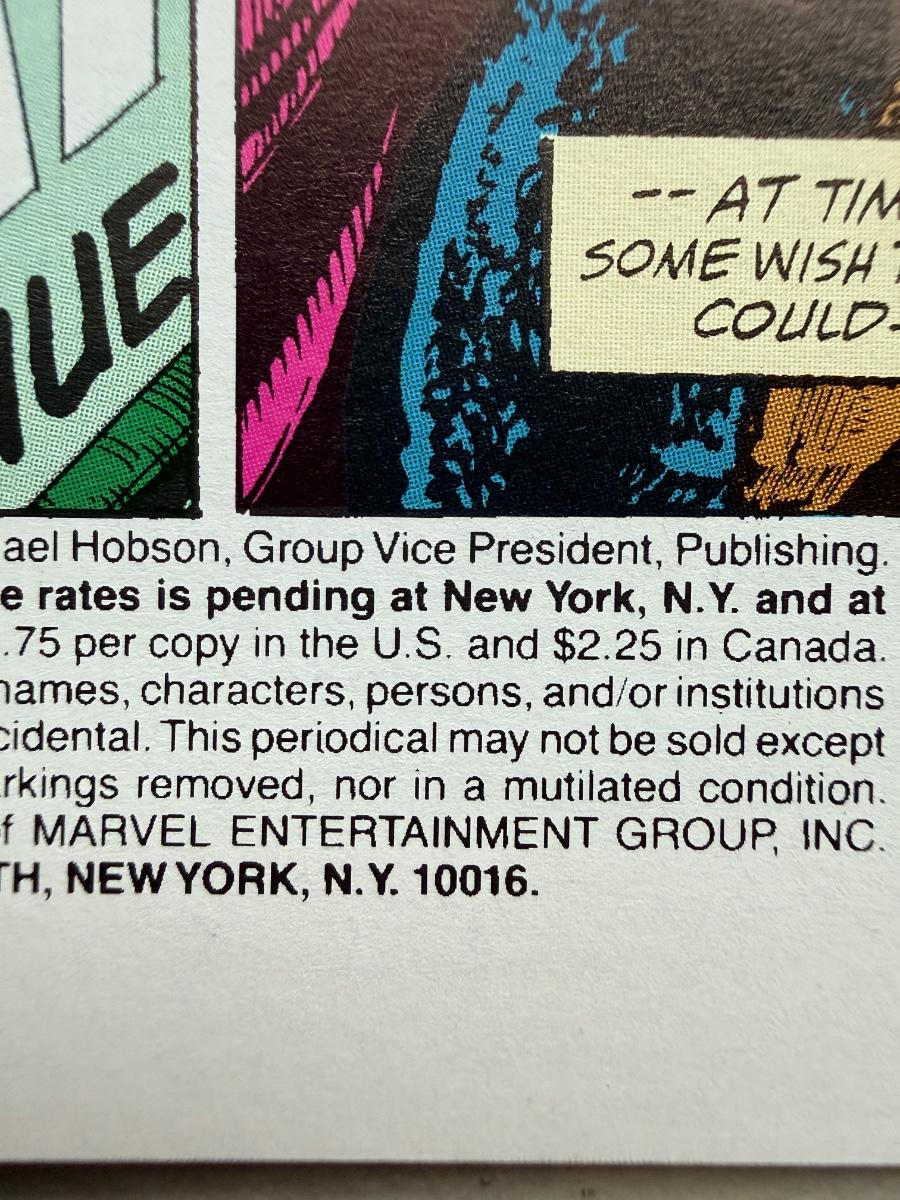 -- AT TIM
SOME WISH T
COULD-
UE
ael Hobson, Group Vice President, Publishing.
e rates is pending at New York, N.Y. and at
.75 per copy in the U.S. and $2.25 in Canada.
names, characters, persons, and/or institutions
cidental. This periodical may not be sold except
rkings removed, nor in a mutilated condition.
of MARVEL ENTERTAINMENT GROUP, INC.
TH, NEW YORK, N.Y. 10016.